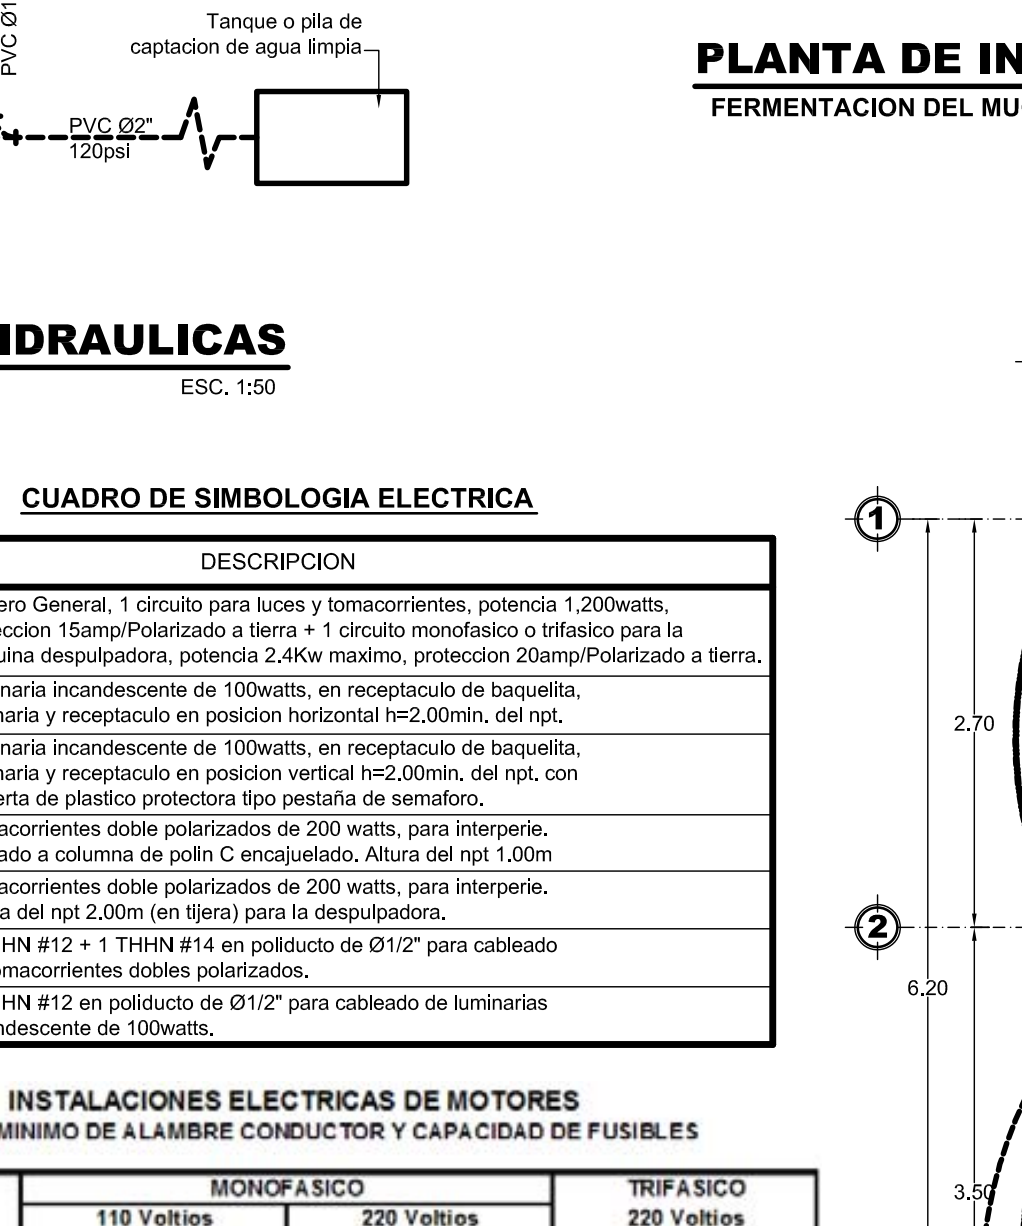 PVC Ø1
Tanque o pila de
captacion de agua limpia
PVC Ø2"
120psi
PLANTA DE IN
FERMENTACION DEL MU
IDRAULICAS
ESC. 1:50
CUADRO DE SIMBOLOGIA ELECTRICA
DESCRIPCION
ero General, 1 circuito para luces y tomacorrientes, potencia 1,200watts,
eccion 15amp/Polarizado a tierra + 1 circuito monofasico o trifasico para la
uina despulpadora, potencia 2.4Kw maximo, proteccion 20amp/Polarizado a tierra.
naria incandescente de 100watts, en receptaculo de baquelita,
naria y receptaculo en posicion horizontal h=2.00min. del npt.
naria incandescente de 100watts, en receptaculo de baquelita,
naria y receptaculo en posicion vertical h=2.00min. del npt. con
erta de plastico protectora tipo pestaña de semaforo.
acorrientes doble polarizados de 200 watts, para interperie.
ado a columna de polin C encajuelado. Altura del npt 1.00m
acorrientes doble polarizados de 200 watts, para interperie.
a del npt 2.00m (en tijera) para la despulpadora.
HN #12 + 1 THHN #14 en poliducto de Ø1/2" para cableado
omacorrientes dobles polarizados.
HN #12 en poliducto de Ø1/2" para cableado de luminarias
ndescente de 100watts.
1
2.70
2
6.20
3.50
INSTALACIONES ELECTRICAS DE MOTORES
MINIMO DE ALAMBRE CONDUCTOR Y CAPACIDAD DE FUSIBLES
MONOFASICO TRIFASICO
110 Voltios 220 Voltios 220 Voltios